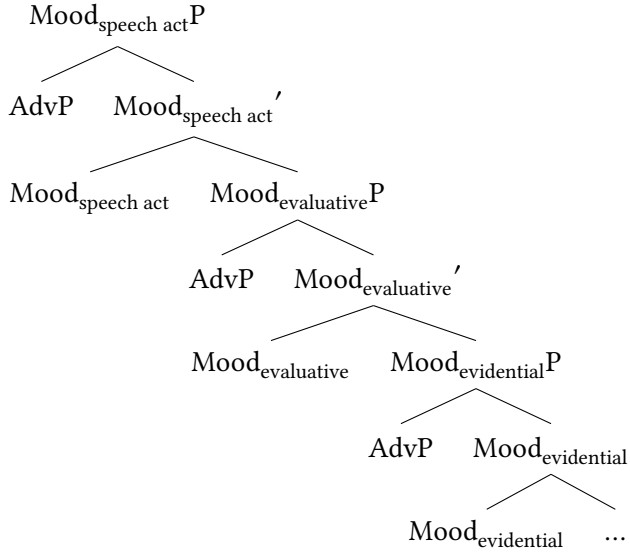 Mood_speech act P
AdvP Mood_speech act ′
Mood_speech act Mood_evaluative P
AdvP Mood_evaluative ′
Mood_evaluative Mood_evidential P
AdvP Mood_evidential
Mood_evidential ...